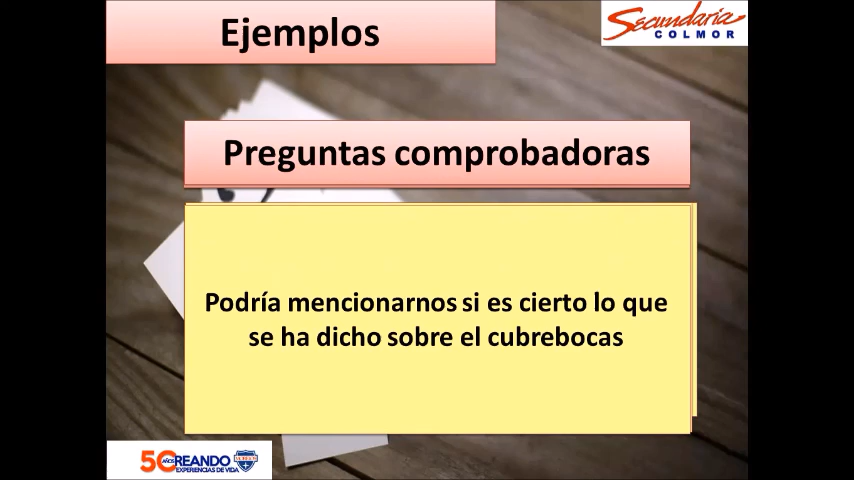 Ejemplos
Secundaria
COLMOR
Preguntas comprobadoras
Podría mencionarnos si es cierto lo que
se ha dicho sobre el cubrebocas
50 AÑOS CREANDO
EXPERIENCIAS DE VIDA